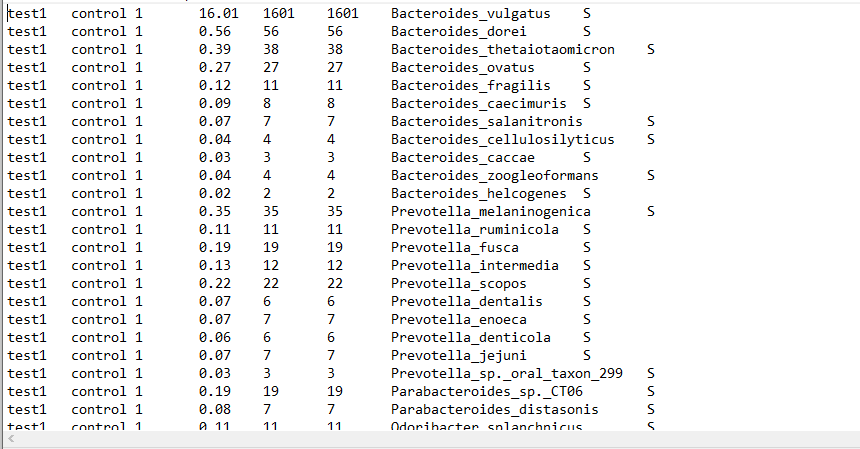 test1 control 1 16.01 1601 1601 Bacteroides_vulgatus S
test1 control 1 0.56 56 56 Bacteroides_dorei S
test1 control 1 0.39 38 38 Bacteroides_thetaiotaomicron S
test1 control 1 0.27 27 27 Bacteroides_ovatus S
test1 control 1 0.12 11 11 Bacteroides_fragilis S
test1 control 1 0.09 8 8 Bacteroides_caecimuris S
test1 control 1 0.07 7 7 Bacteroides_salanitronis S
test1 control 1 0.04 4 4 Bacteroides_cellulosilyticus S
test1 control 1 0.03 3 3 Bacteroides_caccae S
test1 control 1 0.04 4 4 Bacteroides_zoogleoformans S
test1 control 1 0.02 2 2 Bacteroides_helcogenes S
test1 control 1 0.35 35 35 Prevotella_melaninogenica S
test1 control 1 0.11 11 11 Prevotella_ruminicola S
test1 control 1 0.19 19 19 Prevotella_fusca S
test1 control 1 0.13 12 12 Prevotella_intermedia S
test1 control 1 0.22 22 22 Prevotella_scopos S
test1 control 1 0.07 6 6 Prevotella_dentalis S
test1 control 1 0.07 7 7 Prevotella_enoeca S
test1 control 1 0.06 6 6 Prevotella_denticola S
test1 control 1 0.07 7 7 Prevotella_jejuni S
test1 control 1 0.03 3 3 Prevotella_sp._oral_taxon_299 S
test1 control 1 0.19 19 19 Parabacteroides_sp._CT06 S
test1 control 1 0.08 7 7 Parabacteroides_distasonis S
test1 control 1 0.11 11 11 Odoribacter_splanchnicus S